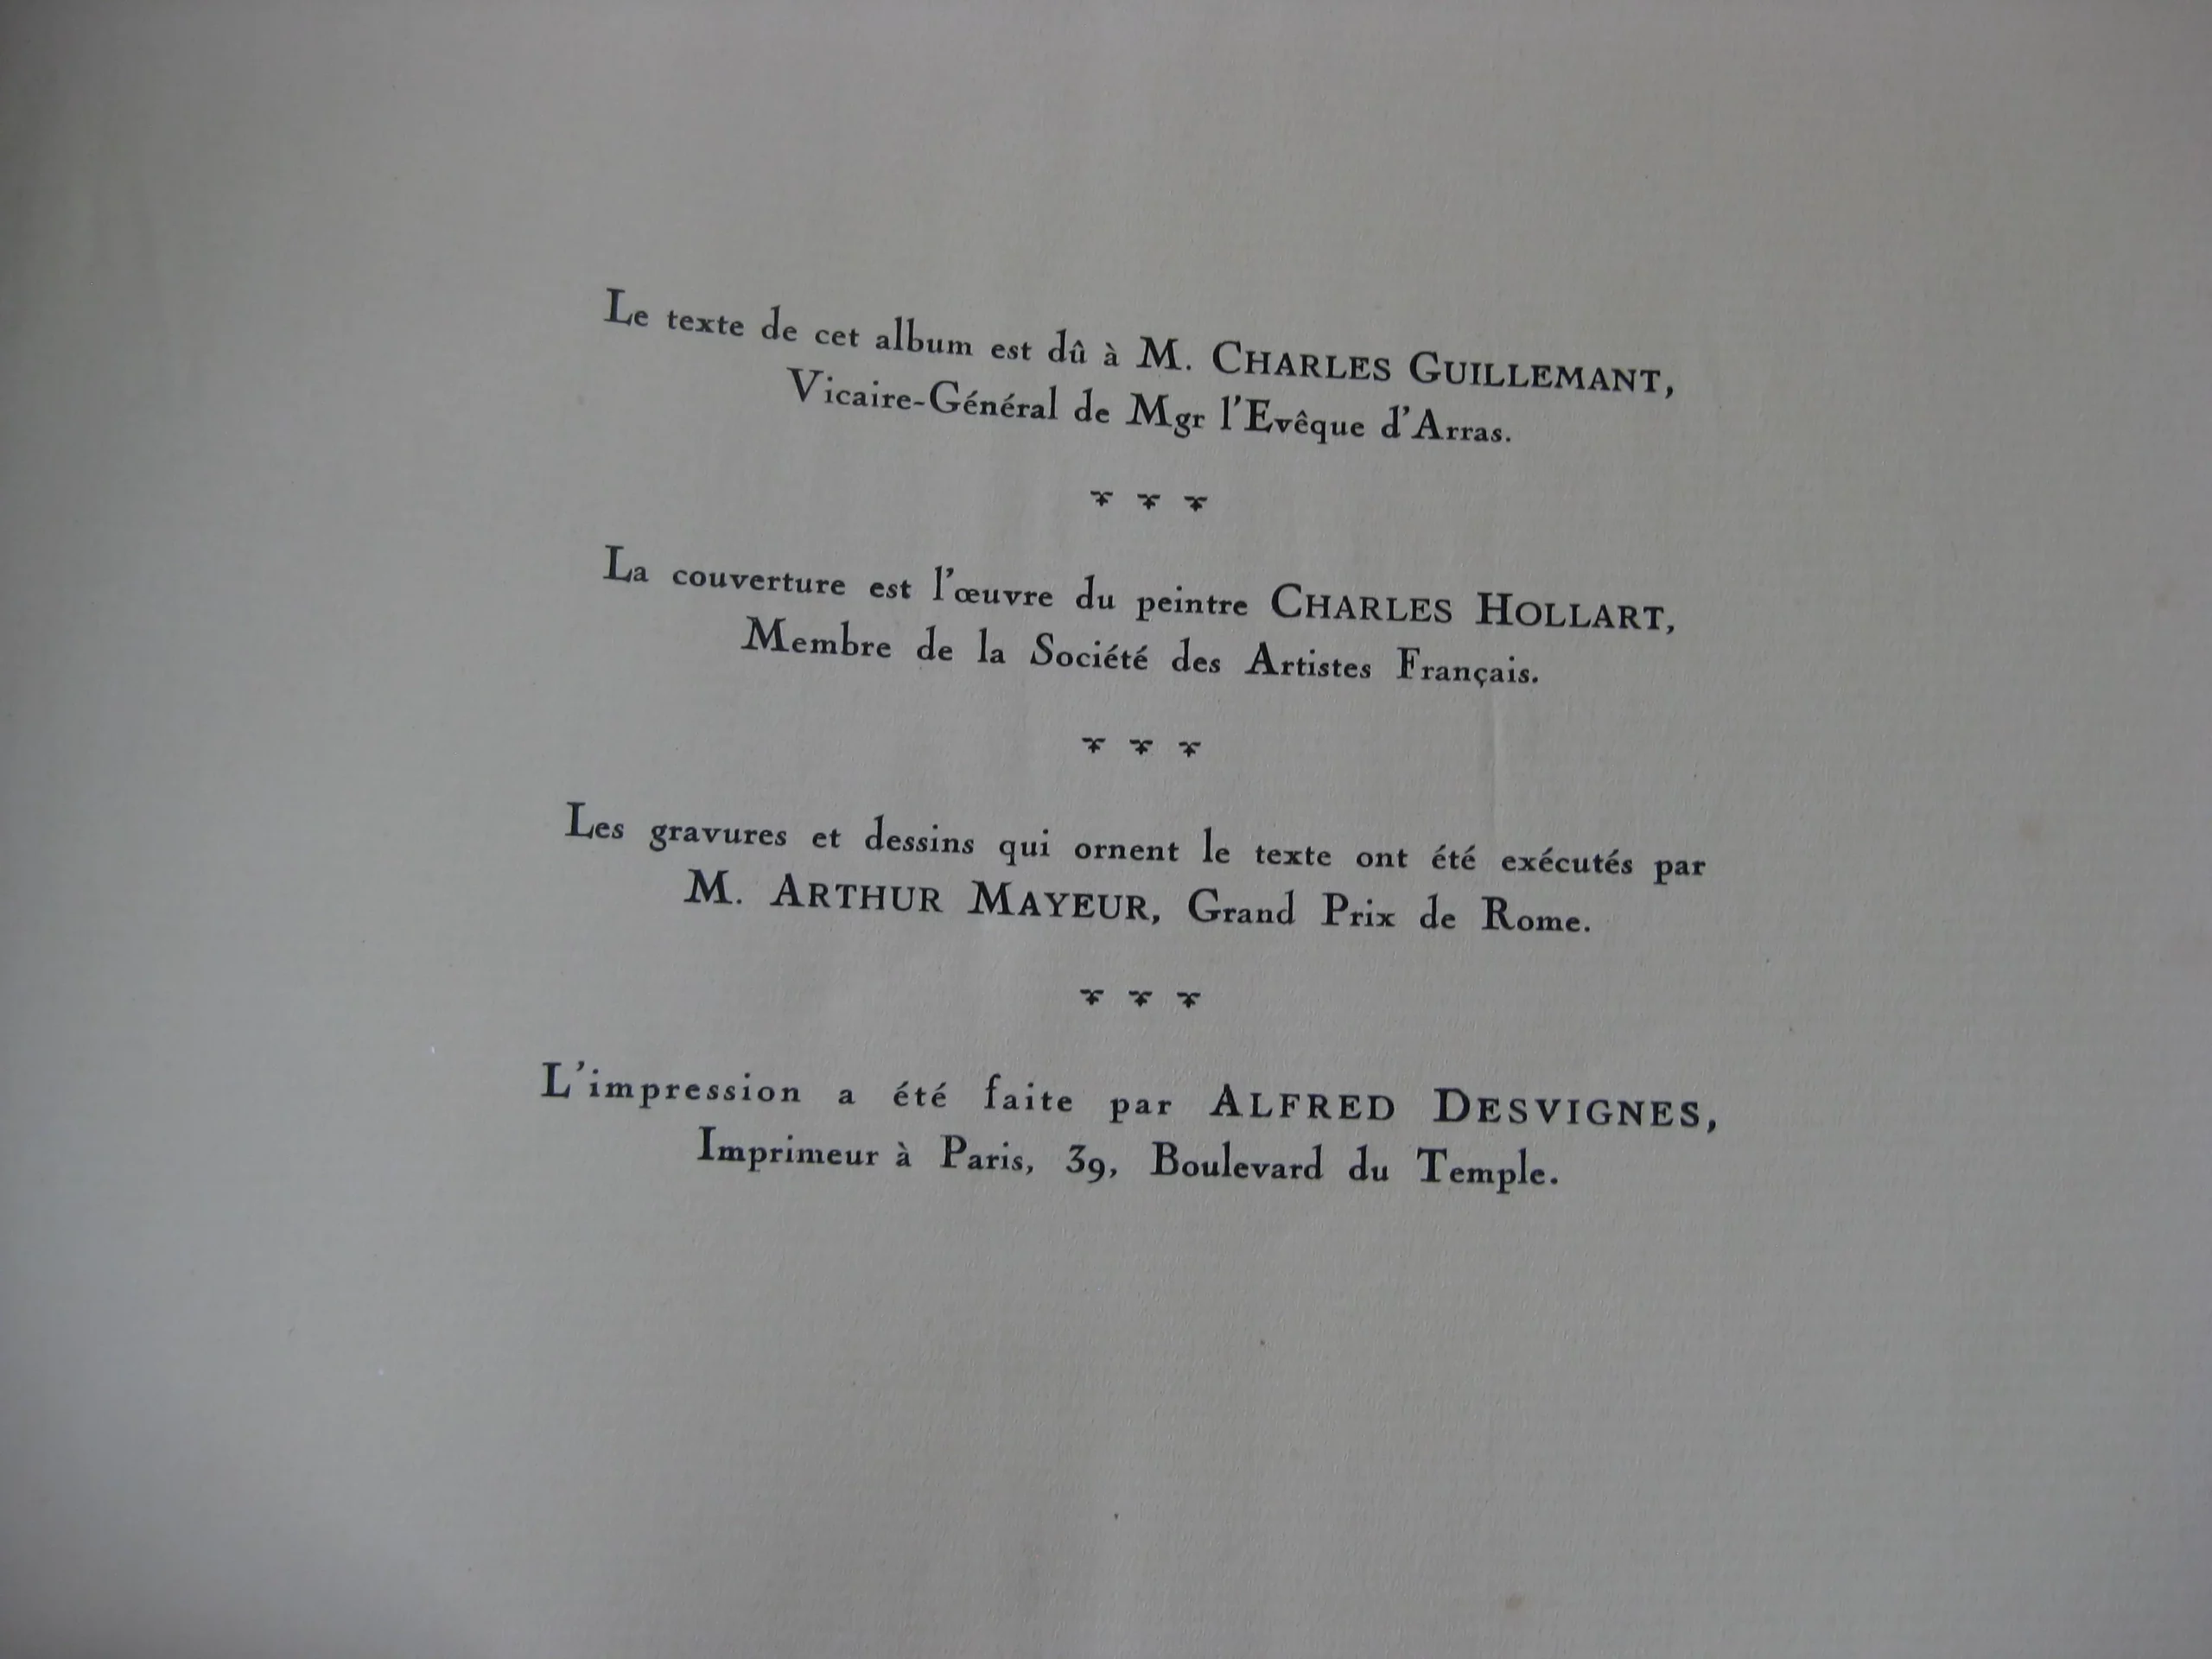 Le texte de cet album est dû à M. CHARLES GUILLEMANT,
Vicaire-Général de Mgr l'Evêque d'Arras.
La couverture est l'œuvre du peintre CHARLES HOLLART,
Membre de la Société des Artistes Français.
Les gravures et dessins qui ornent le texte ont été exécutés par
M. ARTHUR MAYEUR, Grand Prix de Rome.
L'impression a été faite par ALFRED DESVIGNES,
Imprimeur à Paris, 39, Boulevard du Temple.